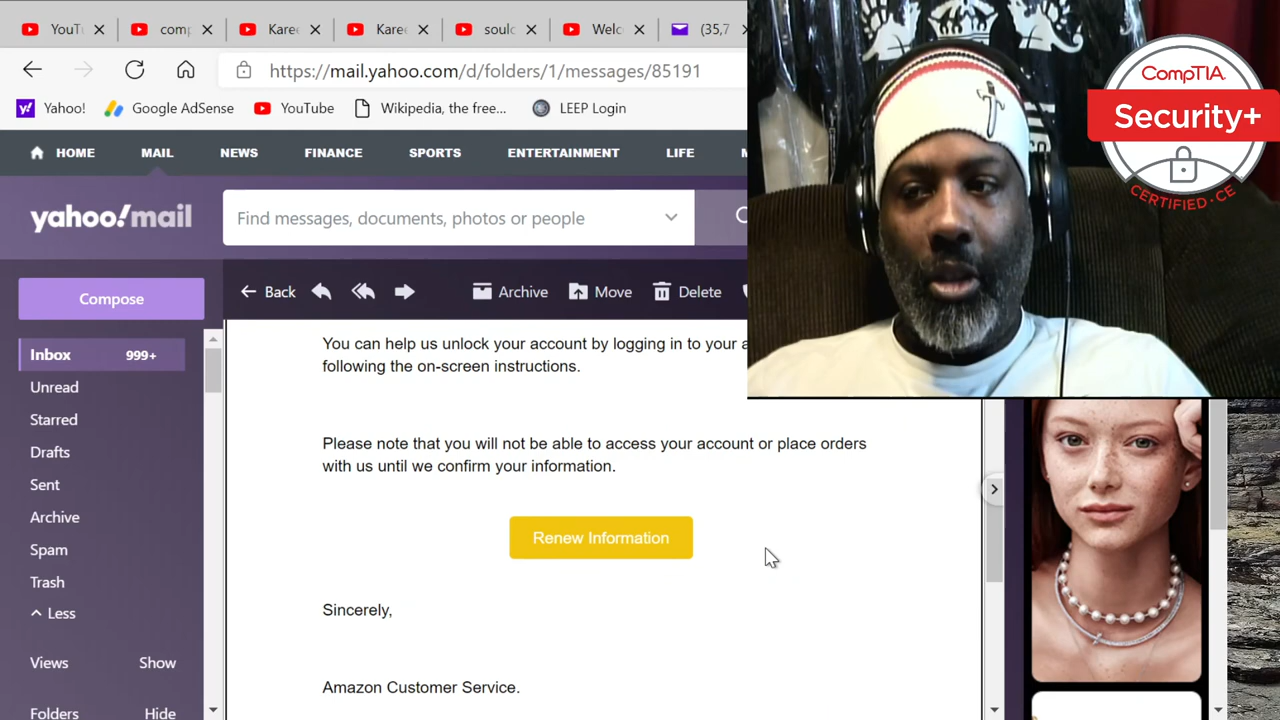 YouTu
comp
Karee
Karee
soulc
Welc
(35,7
https://mail.yahoo.com/d/folders/1/messages/85191
Yahoo!
Google AdSense
YouTube
Wikipedia, the free...
LEEP Login
HOME
MAIL
NEWS
FINANCE
SPORTS
ENTERTAINMENT
LIFE
yahoo!mail
Find messages, documents, photos or people
Compose
Back
Archive
Move
Delete
Inbox 999+
Unread
Starred
Drafts
Sent
Archive
Spam
Trash
Less
Views Show
Folders Hide
You can help us unlock your account by logging in to your a
following the on-screen instructions.
Please note that you will not be able to access your account or place orders
with us until we confirm your information.
Renew Information
Sincerely,
Amazon Customer Service.
CompTIA.
Security+
CERTIFIED·CE